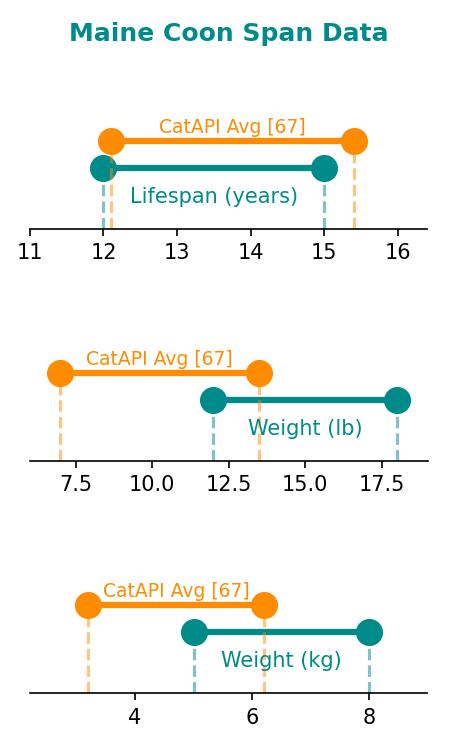 Maine Coon Span Data
CatAPI Avg [67]
Lifespan (years)
11 12 13 14 15 16
CatAPI Avg [67]
Weight (lb)
7.5 10.0 12.5 15.0 17.5
CatAPI Avg [67]
Weight (kg)
4 6 8